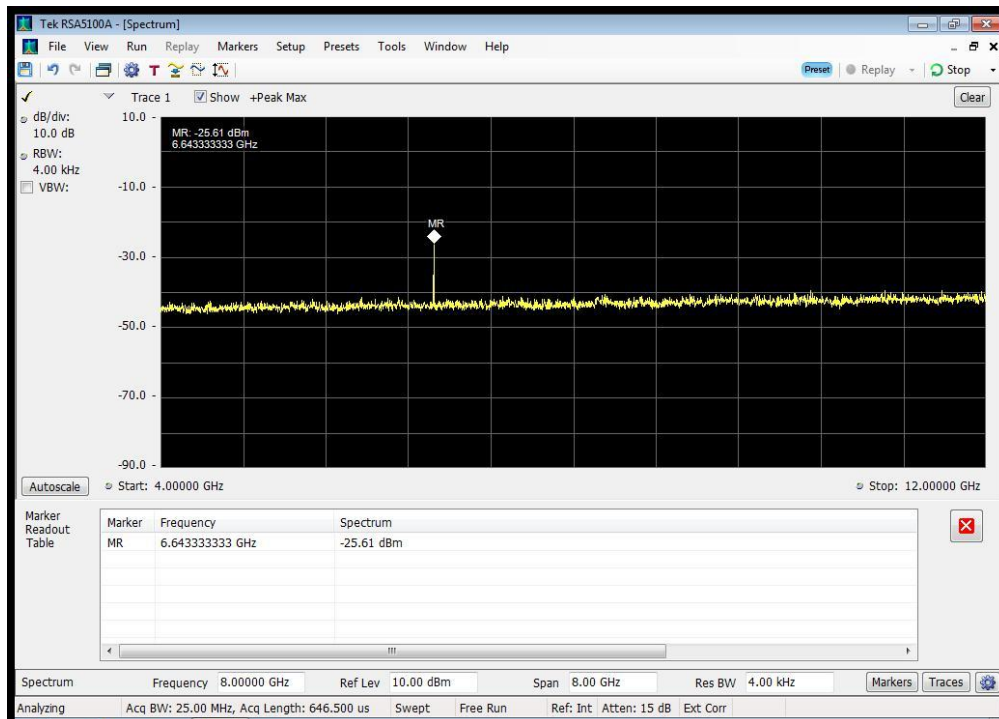 Tek RSA5100A - [Spectrum]
File View Run Replay Markers Setup Presets Tools Window Help
T Preset Replay Stop
Trace 1 Show +Peak Max Clear
dB/div:
10.0 dB
RBW:
4.00 kHz
VBW:
10.0
-10.0
-30.0
-50.0
-70.0
-90.0
MR: -25.61 dBm
6.643333333 GHz
MR
Autoscale Start: 4.00000 GHz Stop: 12.00000 GHz
Marker
Readout
Table
Marker Frequency Spectrum
MR 6.643333333 GHz -25.61 dBm
Spectrum Frequency 8.00000 GHz Ref Lev 10.00 dBm Span 8.00 GHz Res BW 4.00 kHz Markers Traces
Analyzing Acq BW: 25.00 MHz, Acq Length: 646.500 us Swept Free Run Ref: Int Atten: 15 dB Ext Corr